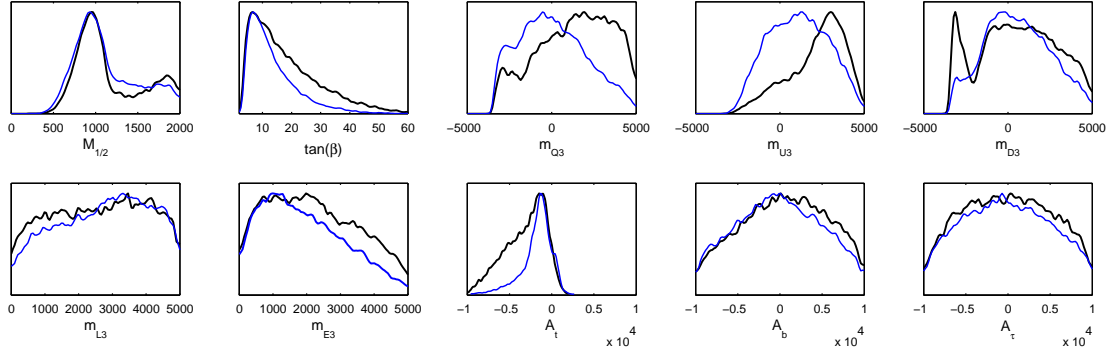 0 500 1000 1500 2000
M1/2
10 20 30 40 50 60
tan(β)
−5000 0 5000
mQ3
−5000 0 5000
mU3
−5000 0 5000
mD3
0 1000 2000 3000 4000 5000
mL3
0 1000 2000 3000 4000 5000
mE3
−1 −0.5 0 0.5 1
At
x 10^4
−1 −0.5 0 0.5 1
Ab
x 10^4
−1 −0.5 0 0.5 1
Aτ
x 10^4